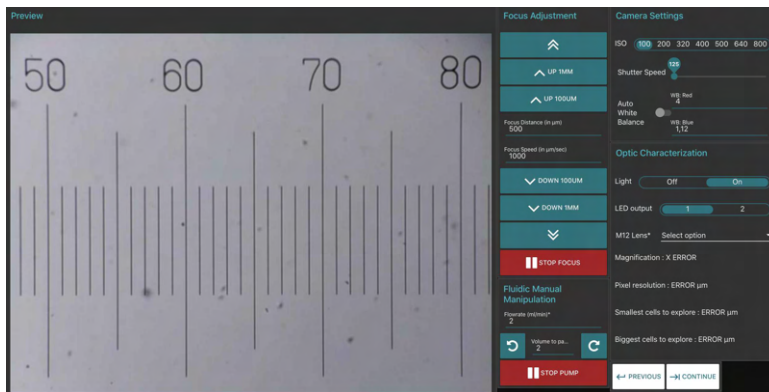 Preview
50 60 70 80
Focus Adjustment
UP 1MM
UP 100UM
Focus Distance (in µm)
500
Focus Speed (in µm/sec)
1000
DOWN 100UM
DOWN 1MM
STOP FOCUS
Fluidic Manual
Manipulation
Flowrate (ml/min)*
2
Volume to pa...
2
STOP PUMP
Camera Settings
ISO 100 200 320 400 500 640 800
Shutter Speed 125
Auto
White
Balance
WB: Red
4
WB: Blue
1,12
Optic Characterization
Light Off On
LED output 1 2
M12 Lens* Select option
Magnification : X ERROR
Pixel resolution : ERROR µm
Smallest cells to explore : ERROR µm
Biggest cells to explore : ERROR µm
PREVIOUS CONTINUE